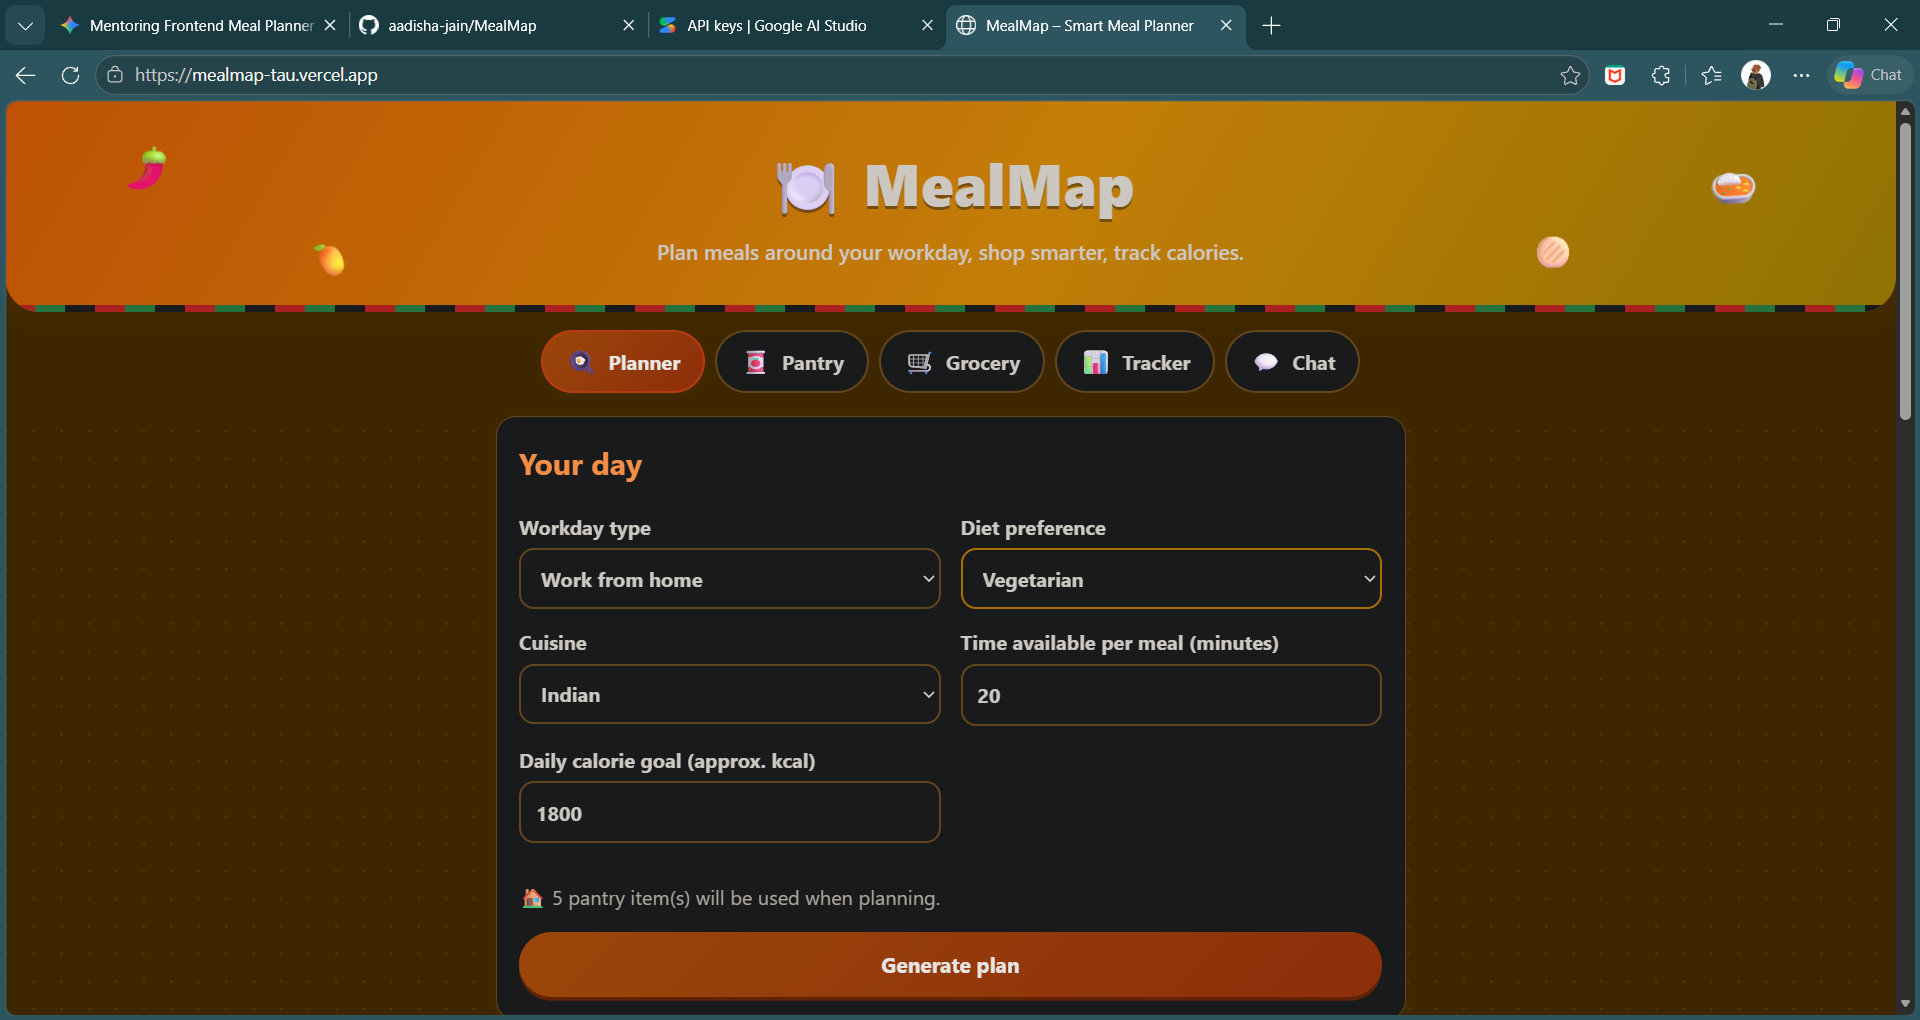 Mentoring Frontend Meal Planner
aadisha-jain/MealMap
API keys | Google AI Studio
MealMap – Smart Meal Planner
https://mealmap-tau.vercel.app
Chat
MealMap
Plan meals around your workday, shop smarter, track calories.
Planner
Pantry
Grocery
Tracker
Chat
Your day
Workday type
Diet preference
Work from home
Vegetarian
Cuisine
Time available per meal (minutes)
Indian
20
Daily calorie goal (approx. kcal)
1800
5 pantry item(s) will be used when planning.
Generate plan